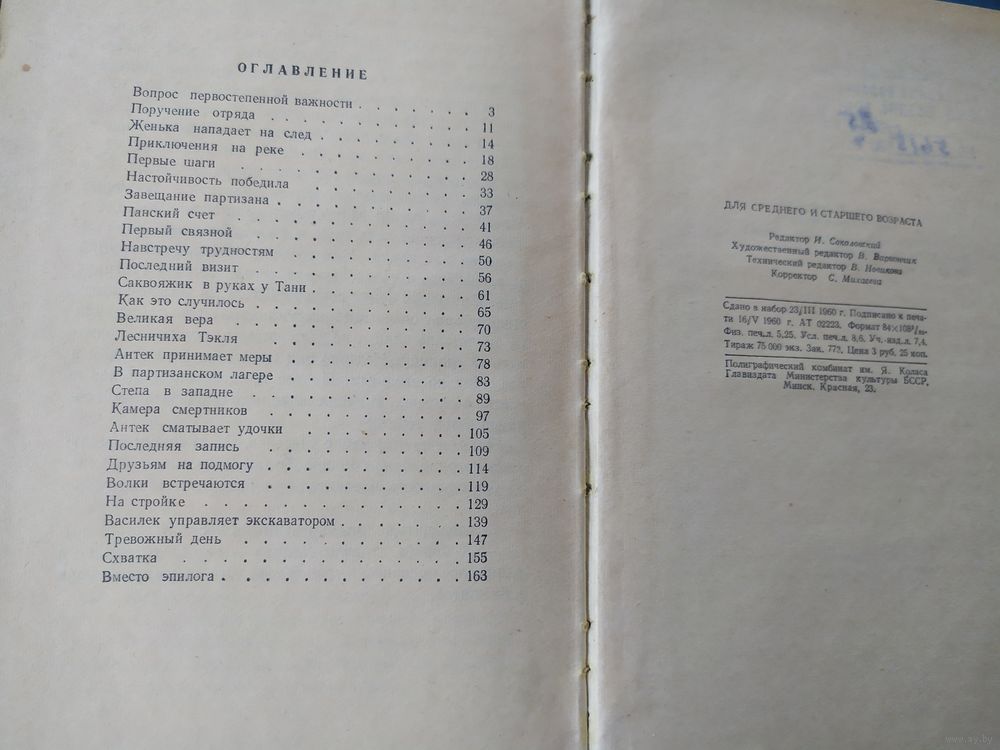 ОГЛАВЛЕНИЕ
Вопрос первостепенной важности . . . . . . . 3
Поручение отряда . . . . . . . . . . 11
Женька нападает на след . . . . . . . . 14
Приключения на реке . . . . . . . . . 18
Первые шаги . . . . . . . . . . . 28
Настойчивость победила . . . . . . . . 33
Завещание партизана . . . . . . . . . 37
Панский счет . . . . . . . . . . . 41
Первый связной . . . . . . . . . . 46
Навстречу трудностям . . . . . . . . . 50
Последний визит . . . . . . . . . . 56
Саквояжик в руках у Тани . . . . . . . . 61
Как это случилось . . . . . . . . . . 65
Великая вера . . . . . . . . . . . 70
Лесничиха Тэкля . . . . . . . . . . 73
Антек принимает меры . . . . . . . . . 78
В партизанском лагере . . . . . . . . . 83
Степа в западне . . . . . . . . . . 89
Камера смертников . . . . . . . . . . 97
Антек сматывает удочки . . . . . . . . 105
Последняя запись . . . . . . . . . . 109
Друзьям на подмогу . . . . . . . . . . 114
Волки встречаются . . . . . . . . . . 119
На стройке . . . . . . . . . . . . 129
Василек управляет экскаватором . . . . . . 139
Тревожный день . . . . . . . . . . . 147
Схватка . . . . . . . . . . . . . 155
Вместо эпилога . . . . . . . . . . . 163
ДЛЯ СРЕДНЕГО И СТАРШЕГО ВОЗРАСТА
Редактор И. Соколовский
Художественный редактор В.
Технический редактор В. Новикова
Корректор С. Михаева
Сдано в набор 23/III 1960 г. Подписано к печа-
ти 16/V 1960 г. АТ 02223. Формат 84×108¹/₃₂.
Физ. печ.л. 5,25. Усл. печ.л. 8,6. Уч.-изд.л. 7,4.
Тираж 75 000 экз. Зак. 772. Цена 3 руб. 25 коп.
Полиграфический комбинат им. Я. Коласа
Главиздата Министерства культуры БССР,
Минск. Красная, 23.
www.ay.by